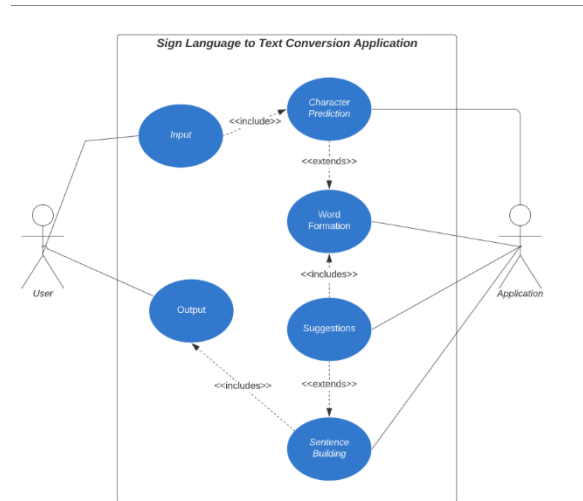 Sign Language to Text Conversion Application
Character
Prediction
Input
<<include>>
<<extends>>
Word
Formation
<<includes>>
User
Application
Output
Suggestions
<<includes>>
<<extends>>
Sentence
Building